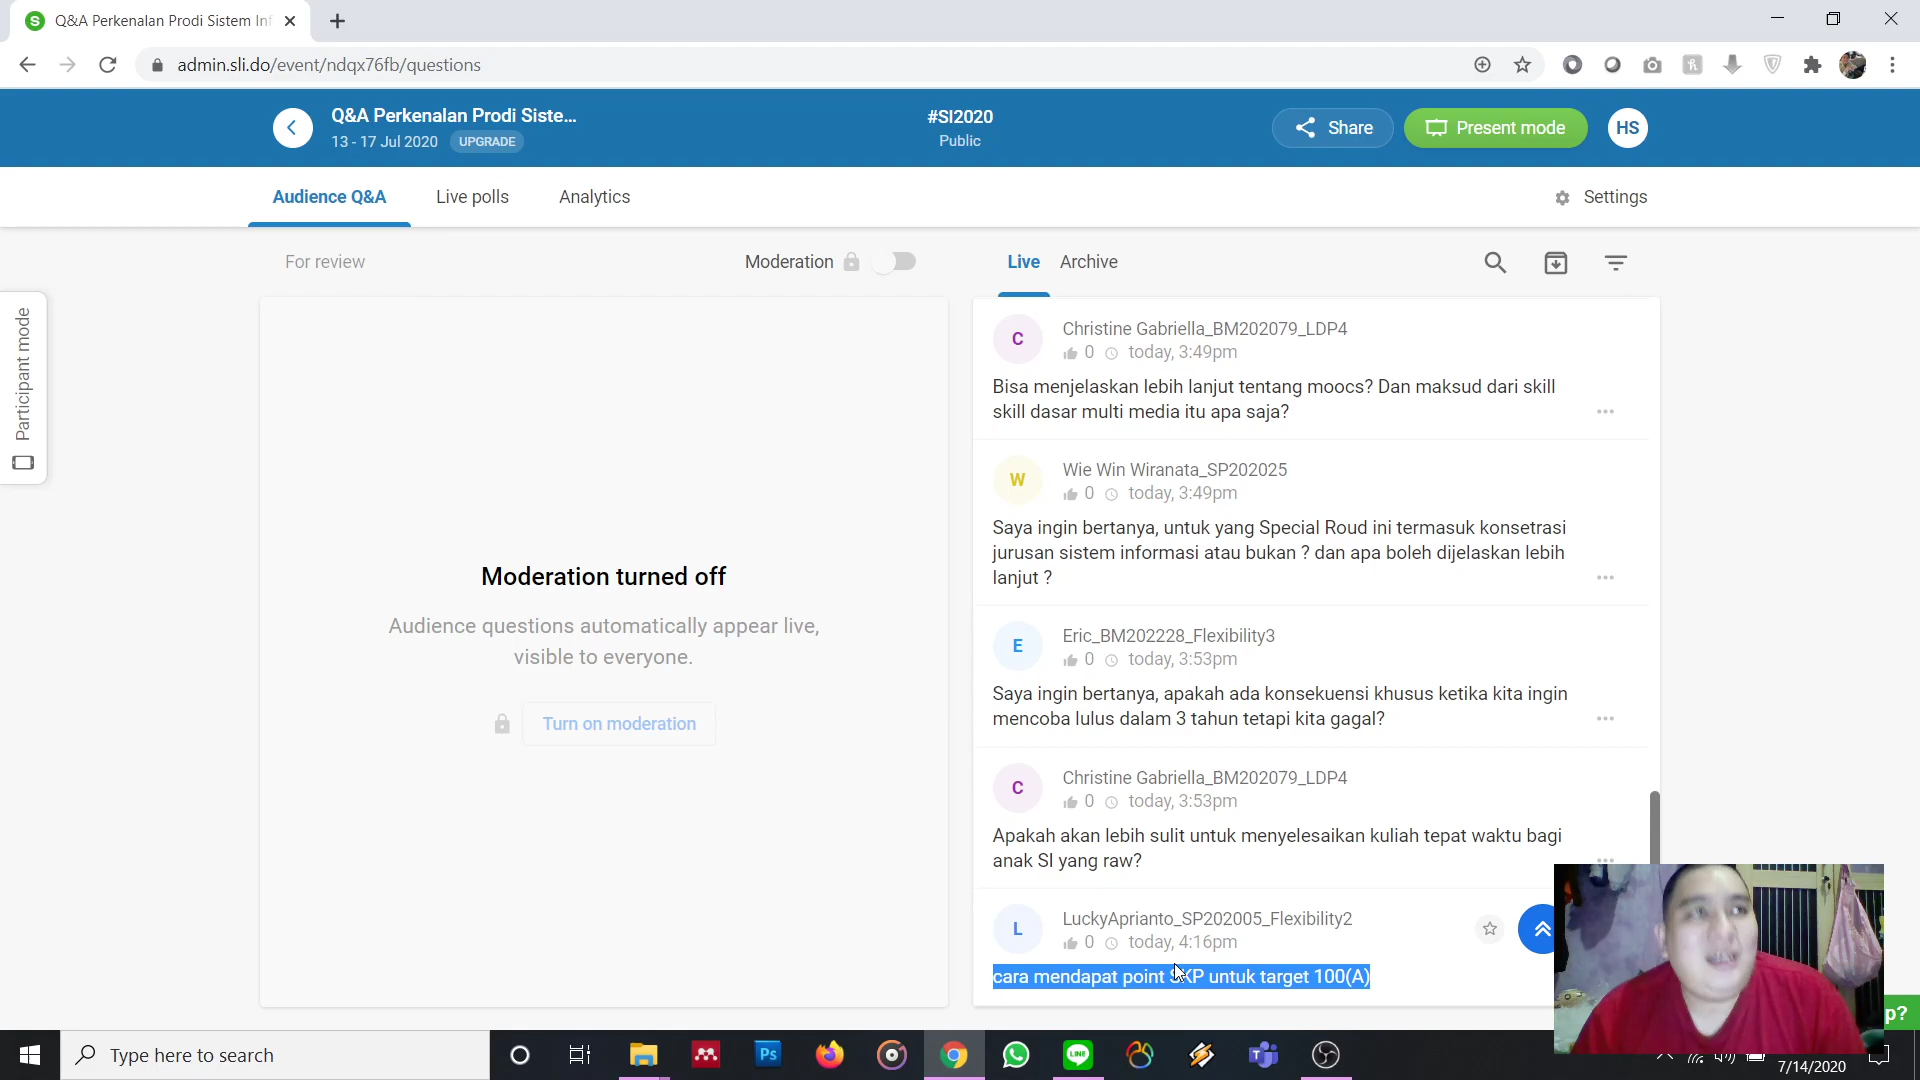 Q&A Perkenalan Prodi Sistem Inf
admin.sli.do/event/ndqx76fb/questions
Q&A Perkenalan Prodi Siste...
13 - 17 Jul 2020 UPGRADE
#SI2020
Public
Share
Present mode
HS
Audience Q&A
Live polls
Analytics
Settings
For review
Moderation
Live
Archive
Participant mode
Moderation turned off
Audience questions automatically appear live,
visible to everyone.
Turn on moderation
C
Christine Gabriella_BM202079_LDP4
0 today, 3:49pm
Bisa menjelaskan lebih lanjut tentang moocs? Dan maksud dari skill
skill dasar multi media itu apa saja?
W
Wie Win Wiranata_SP202025
0 today, 3:49pm
Saya ingin bertanya, untuk yang Special Roud ini termasuk konsetrasi
jurusan sistem informasi atau bukan ? dan apa boleh dijelaskan lebih
lanjut ?
E
Eric_BM202228_Flexibility3
0 today, 3:53pm
Saya ingin bertanya, apakah ada konsekuensi khusus ketika kita ingin
mencoba lulus dalam 3 tahun tetapi kita gagal?
C
Christine Gabriella_BM202079_LDP4
0 today, 3:53pm
Apakah akan lebih sulit untuk menyelesaikan kuliah tepat waktu bagi
anak SI yang raw?
L
LuckyAprianto_SP202005_Flexibility2
0 today, 4:16pm
cara mendapat point SKP untuk target 100(A)
p?
Type here to search
Ps
LINE
7/14/2020